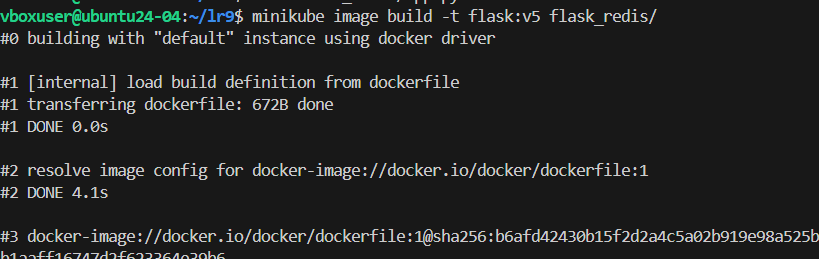 vboxuser@ubuntu24-04:~/lr9$ minikube image build -t flask:v5 flask_redis/
#0 building with "default" instance using docker driver
#1 [internal] load build definition from dockerfile
#1 transferring dockerfile: 672B done
#1 DONE 0.0s
#2 resolve image config for docker-image://docker.io/docker/dockerfile:1
#2 DONE 4.1s
#3 docker-image://docker.io/docker/dockerfile:1@sha256:b6afd42430b15f2d2a4c5a02b919e98a525b